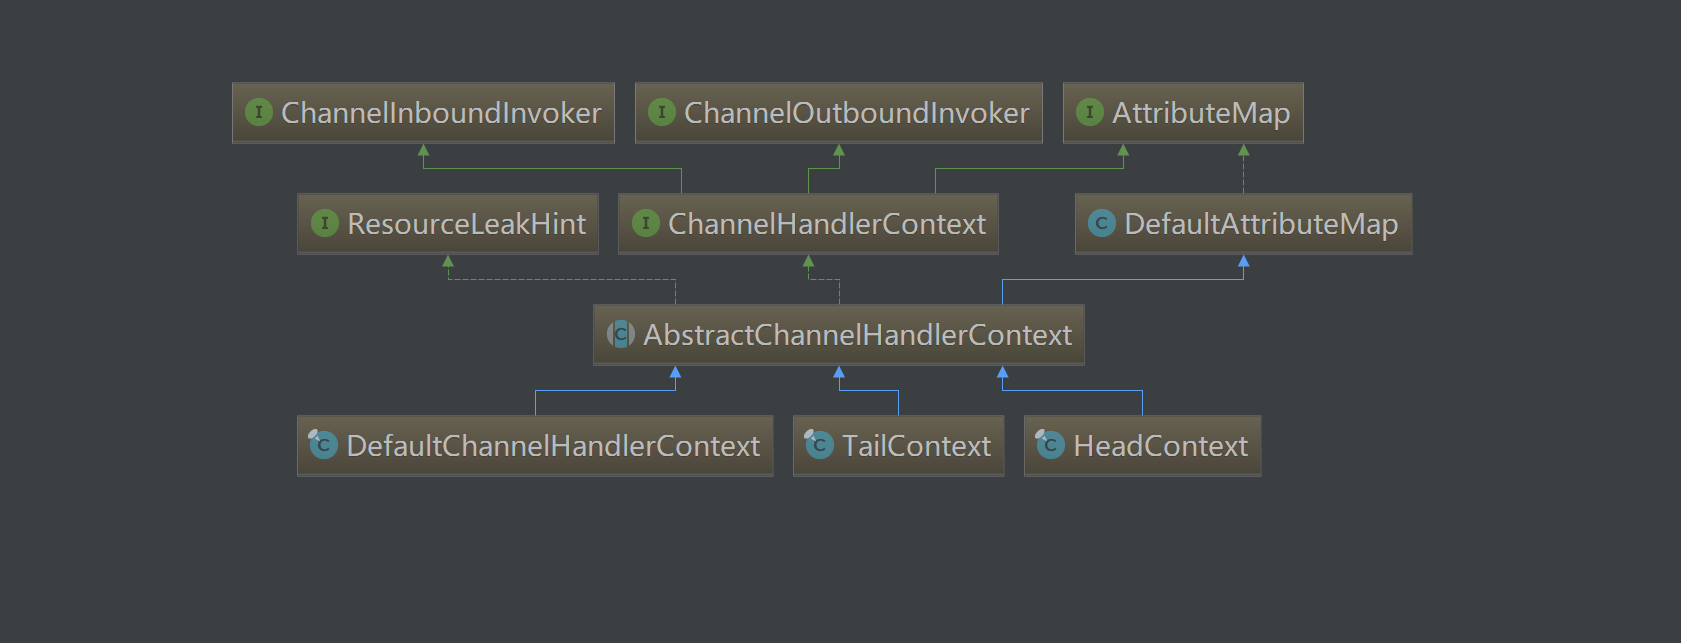 I ChannelInboundInvoker
I ChannelOutboundInvoker
I AttributeMap
I ResourceLeakHint
I ChannelHandlerContext
C DefaultAttributeMap
C AbstractChannelHandlerContext
C DefaultChannelHandlerContext
C TailContext
C HeadContext